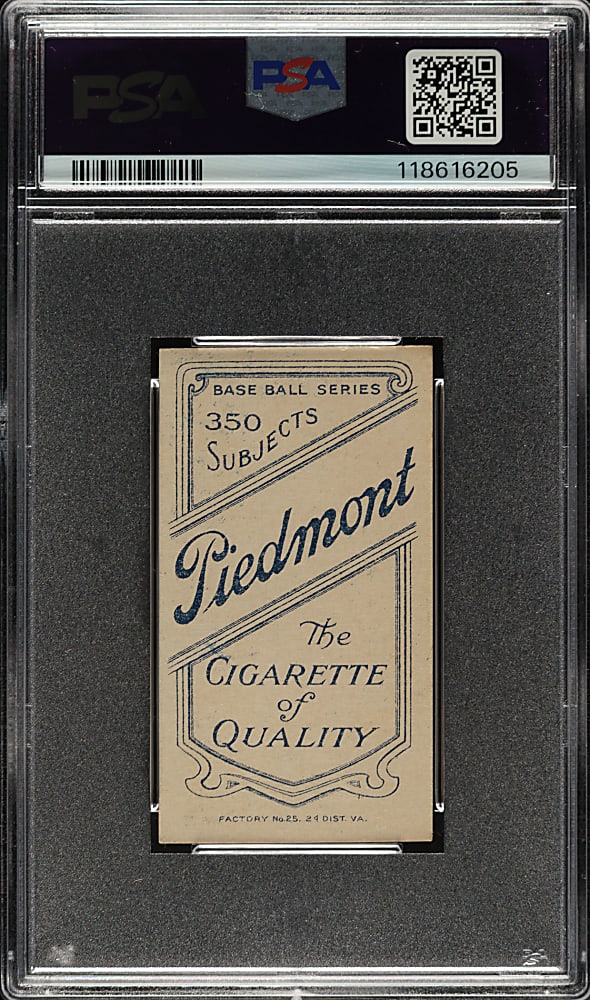 PSA
PSA
118616205
BASE BALL SERIES
350
SUBJECTS
Piedmont
The
CIGARETTE
of
QUALITY
FACTORY No. 25. 2d DIST. VA.